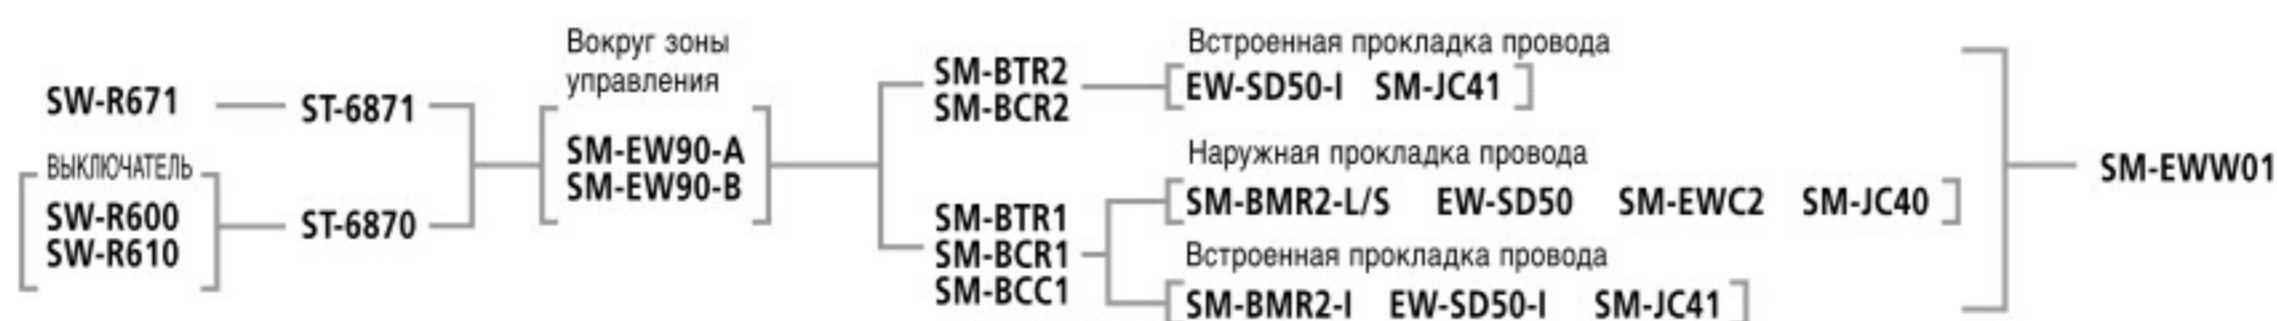 SW-R671
ВЫКЛЮЧАТЕЛЬ
SW-R600
SW-R610
ST-6871
ST-6870
Вокруг зоны
управления
SM-EW90-A
SM-EW90-B
SM-BTR2
SM-BCR2
SM-BTR1
SM-BCR1
SM-BCC1
Встроенная прокладка провода
EW-SD50-I SM-JC41
Наружная прокладка провода
SM-BMR2-L/S EW-SD50 SM-EWC2 SM-JC40
Встроенная прокладка провода
SM-BMR2-I EW-SD50-I SM-JC41
SM-EWW01